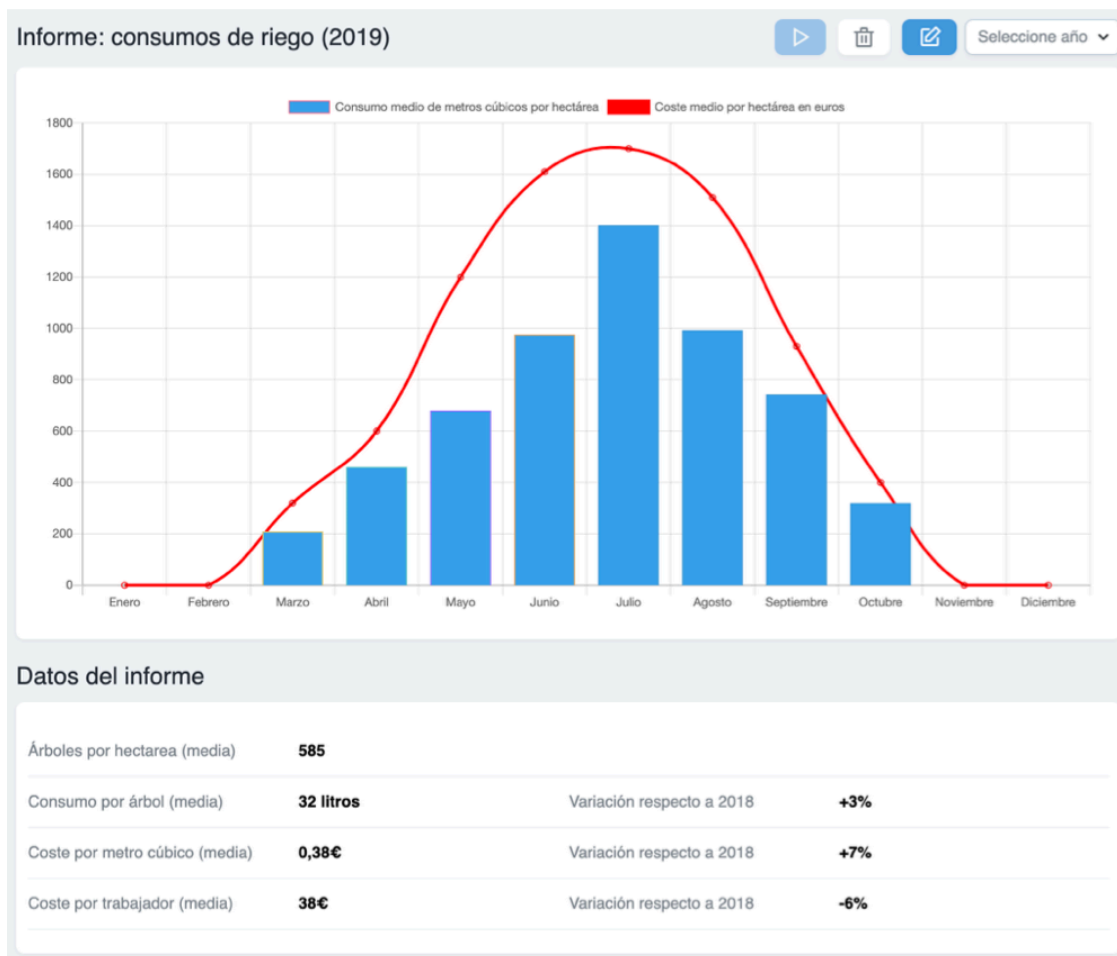 Informe: consumos de riego (2019)
Seleccione año
Consumo medio de metros cúbicos por hectárea
Coste medio por hectárea en euros
1800
1600
1400
1200
1000
800
600
400
200
0
Enero Febrero Marzo Abril Mayo Junio Julio Agosto Septiembre Octubre Noviembre Diciembre
Datos del informe
Árboles por hectarea (media) 585
Consumo por árbol (media) 32 litros Variación respecto a 2018 +3%
Coste por metro cúbico (media) 0,38€ Variación respecto a 2018 +7%
Coste por trabajador (media) 38€ Variación respecto a 2018 -6%